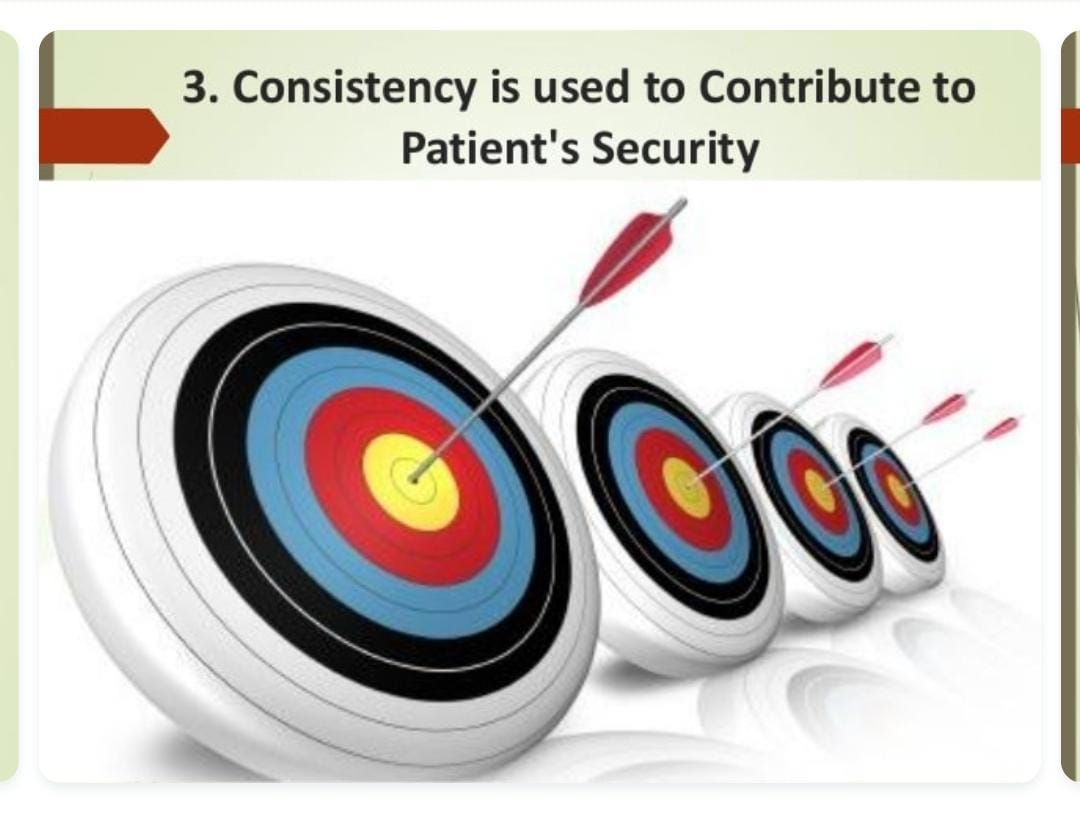 3. Consistency is used to Contribute to
Patient's Security